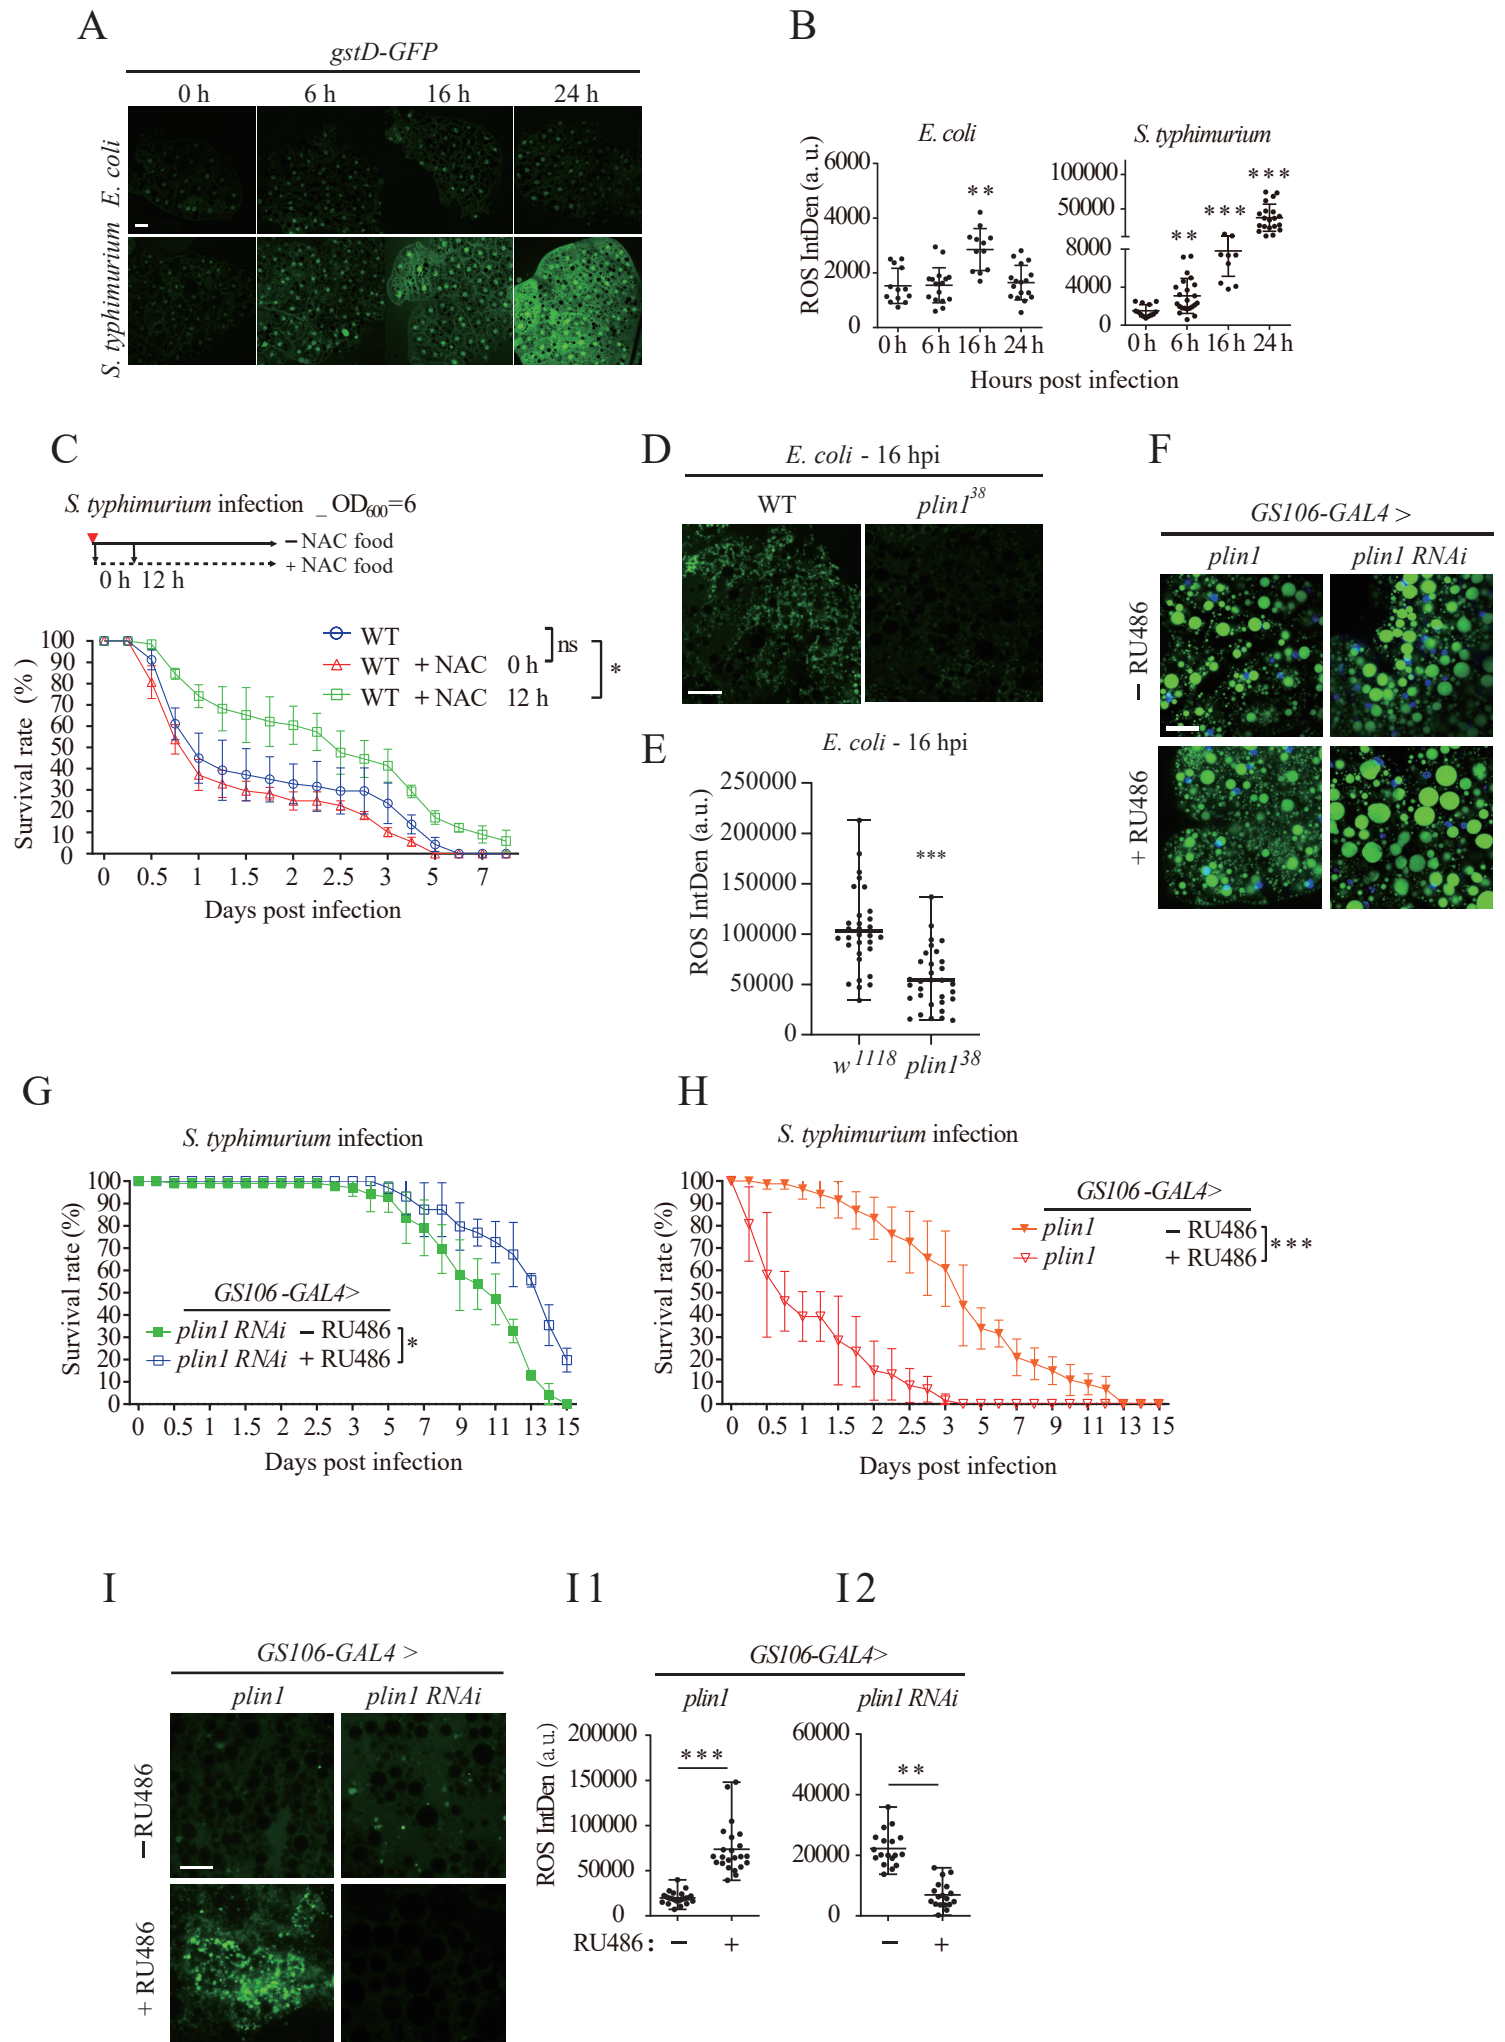 A
gstD-GFP
0 h 6 h 16 h 24 h
E. coli
S. typhimurium
B
E. coli
S. typhimurium
ROS IntDen (a. u.)
6000
4000
2000
0
0 h 6 h 16 h 24 h
**
100000
50000
8000
4000
0
0 h 6 h 16 h 24 h
** *** ***
Hours post infection
C
S. typhimurium infection _ OD600=6
− NAC food
+ NAC food
0 h 12 h
WT
WT + NAC 0 h
WT + NAC 12 h
ns
*
Survival rate (%)
100
90
80
70
60
50
40
30
20
10
0
0 0.5 1 1.5 2 2.5 3 5 7
Days post infection
D
E. coli - 16 hpi
WT plin1^38
E
E. coli - 16 hpi
ROS IntDen (a.u.)
250000
200000
150000
100000
50000
0
***
w^1118 plin1^38
F
GS106-GAL4 >
plin1 plin1 RNAi
− RU486
+ RU486
G
S. typhimurium infection
Survival rate (%)
100
90
80
70
60
50
40
30
20
10
0
GS106-GAL4>
plin1 RNAi − RU486
plin1 RNAi + RU486
*
0 0.5 1 1.5 2 2.5 3 5 7 9 11 13 15
Days post infection
H
S. typhimurium infection
Survival rate (%)
100
90
80
70
60
50
40
30
20
10
0
GS106-GAL4>
plin1 − RU486
plin1 + RU486
***
0 0.5 1 1.5 2 2.5 3 5 7 9 11 13 15
Days post infection
I
GS106-GAL4 >
plin1 plin1 RNAi
− RU486
+ RU486
I1 I2
GS106-GAL4>
plin1 plin1 RNAi
ROS IntDen (a.u.)
200000
150000
100000
50000
0
***
60000
40000
20000
0
**
RU486 : − + − +